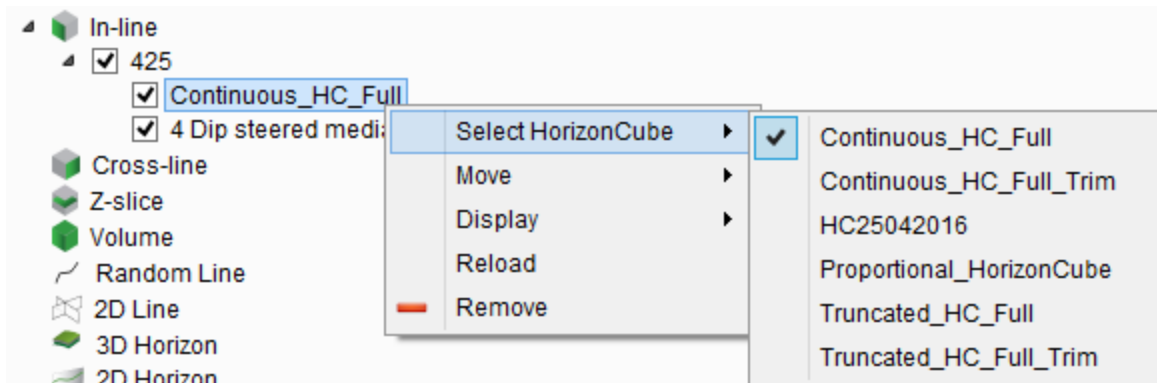 In-line
425
Continuous_HC_Full
4 Dip steered medi
Cross-line
Z-slice
Volume
Random Line
2D Line
3D Horizon
2D Horizon
Select HorizonCube
Move
Display
Reload
Remove
Continuous_HC_Full
Continuous_HC_Full_Trim
HC25042016
Proportional_HorizonCube
Truncated_HC_Full
Truncated_HC_Full_Trim